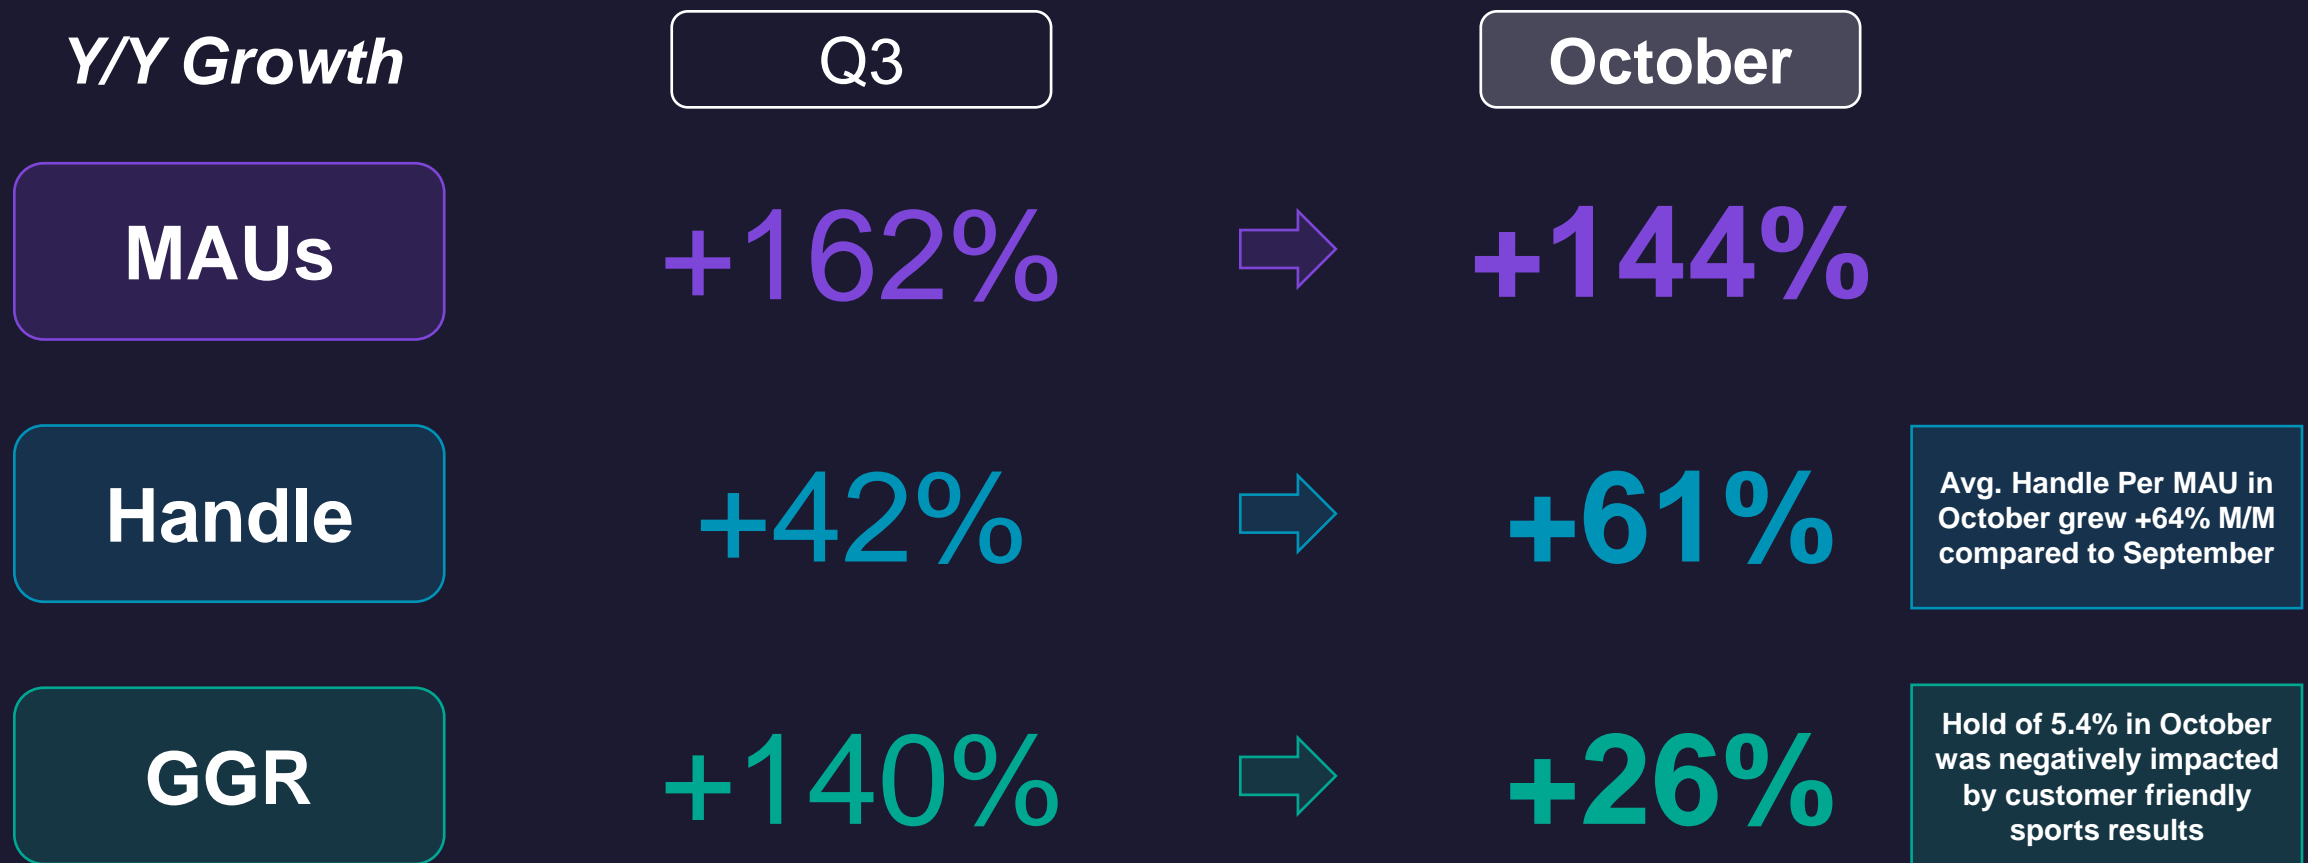 Y/Y Growth
Q3
October
MAUs
+162%
+144%
Handle
+42%
+61%
Avg. Handle Per MAU in
October grew +64% M/M
compared to September
GGR
+140%
+26%
Hold of 5.4% in October
was negatively impacted
by customer friendly
sports results